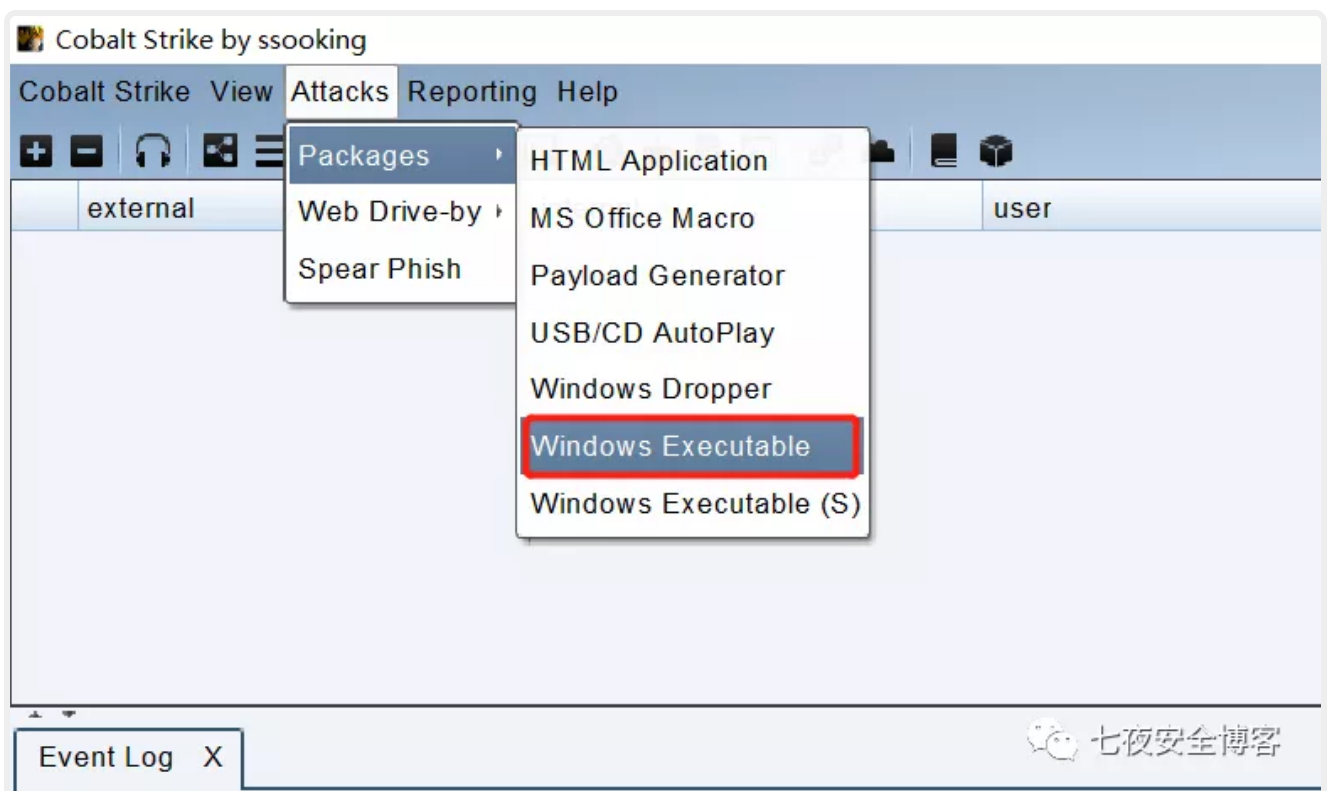 Cobalt Strike by ssooking
Cobalt Strike View Attacks Reporting Help
Packages
HTML Application
external
Web Drive-by
MS Office Macro
user
Spear Phish
Payload Generator
USB/CD AutoPlay
Windows Dropper
Windows Executable
Windows Executable (S)
七夜安全博客
Event Log X